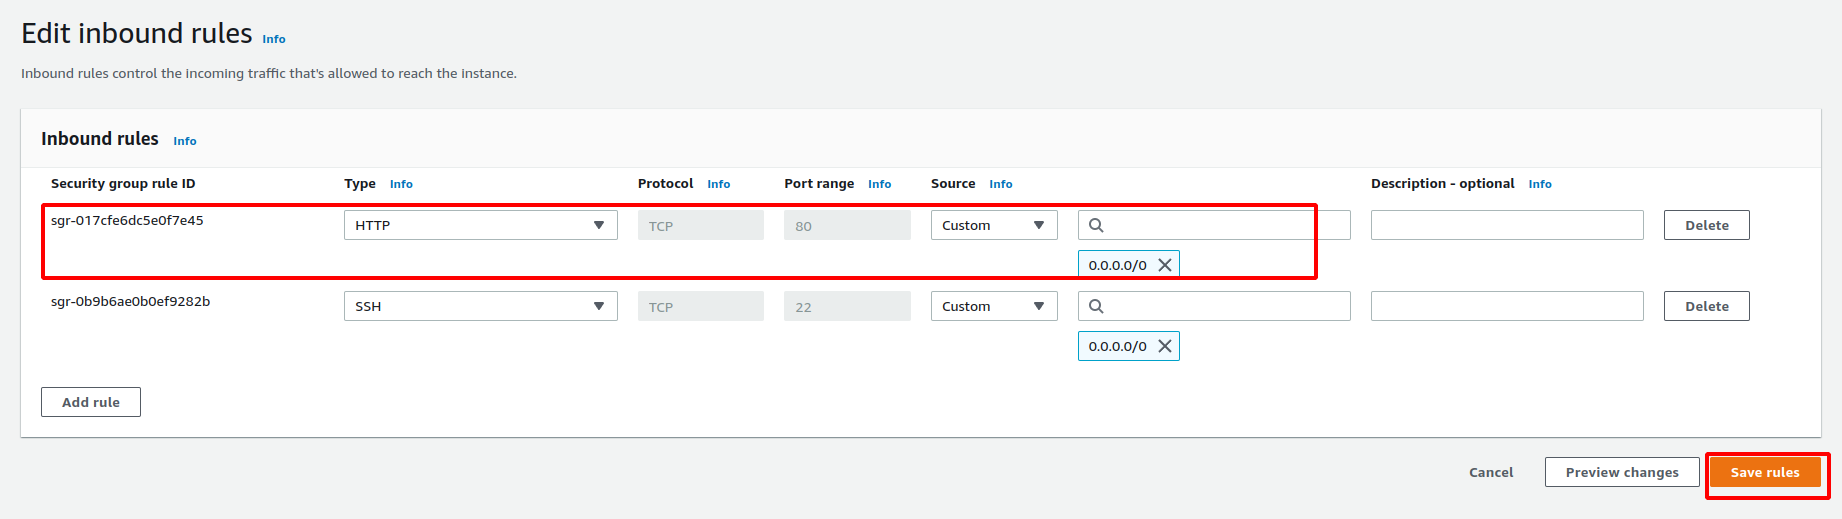 Edit inbound rules Info
Inbound rules control the incoming traffic that's allowed to reach the instance.
Inbound rules Info
Security group rule ID Type Info Protocol Info Port range Info Source Info Description - optional Info
sgr-017cfe6dc5e0f7e45 HTTP TCP 80 Custom Delete
0.0.0.0/0
sgr-0b9b6ae0b0ef9282b SSH TCP 22 Custom Delete
0.0.0.0/0
Add rule
Cancel Preview changes Save rules